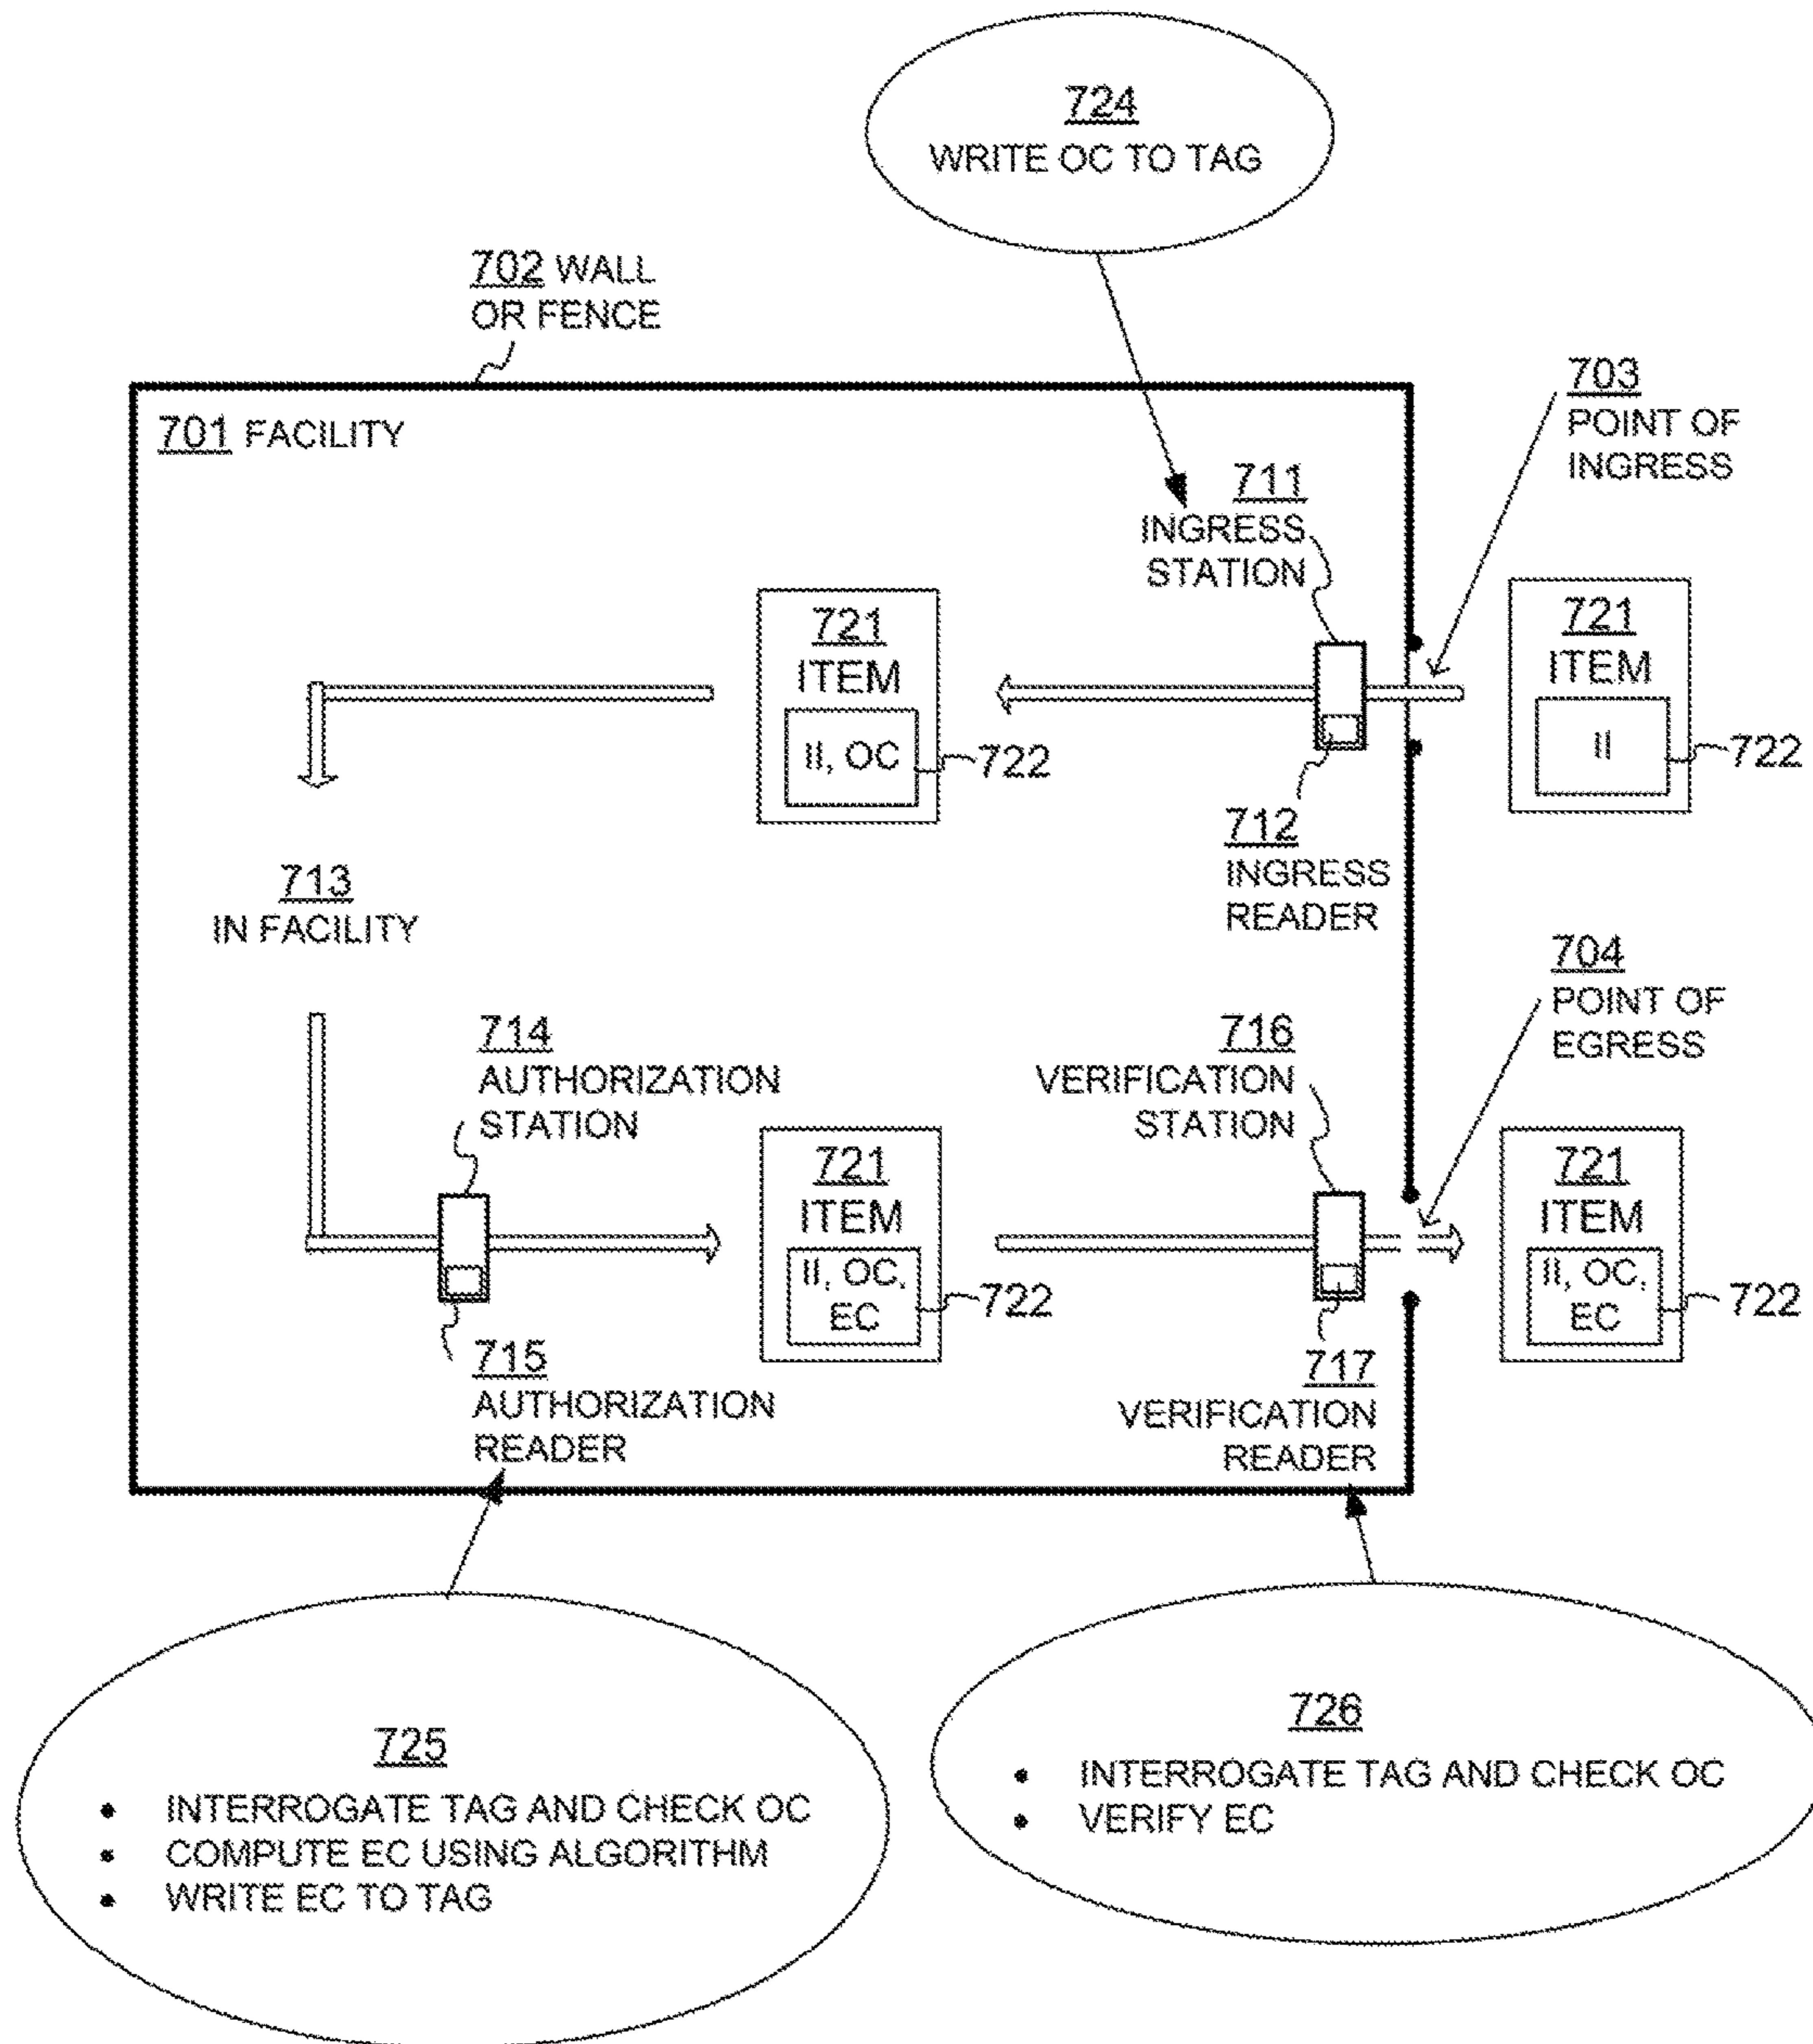 724
WRITE OC TO TAG
702 WALL
OR FENCE
703
POINT OF
INGRESS
701 FACILITY
711
INGRESS
STATION
721
ITEM
II, OC
722
721
ITEM
II
722
712
INGRESS
READER
713
IN FACILITY
704
POINT OF
EGRESS
714
AUTHORIZATION
STATION
716
VERIFICATION
STATION
721
ITEM
II, OC,
EC
722
721
ITEM
II, OC,
EC
722
715
AUTHORIZATION
READER
717
VERIFICATION
READER
725
• INTERROGATE TAG AND CHECK OC
• COMPUTE EC USING ALGORITHM
• WRITE EC TO TAG
726
• INTERROGATE TAG AND CHECK OC
• VERIFY EC